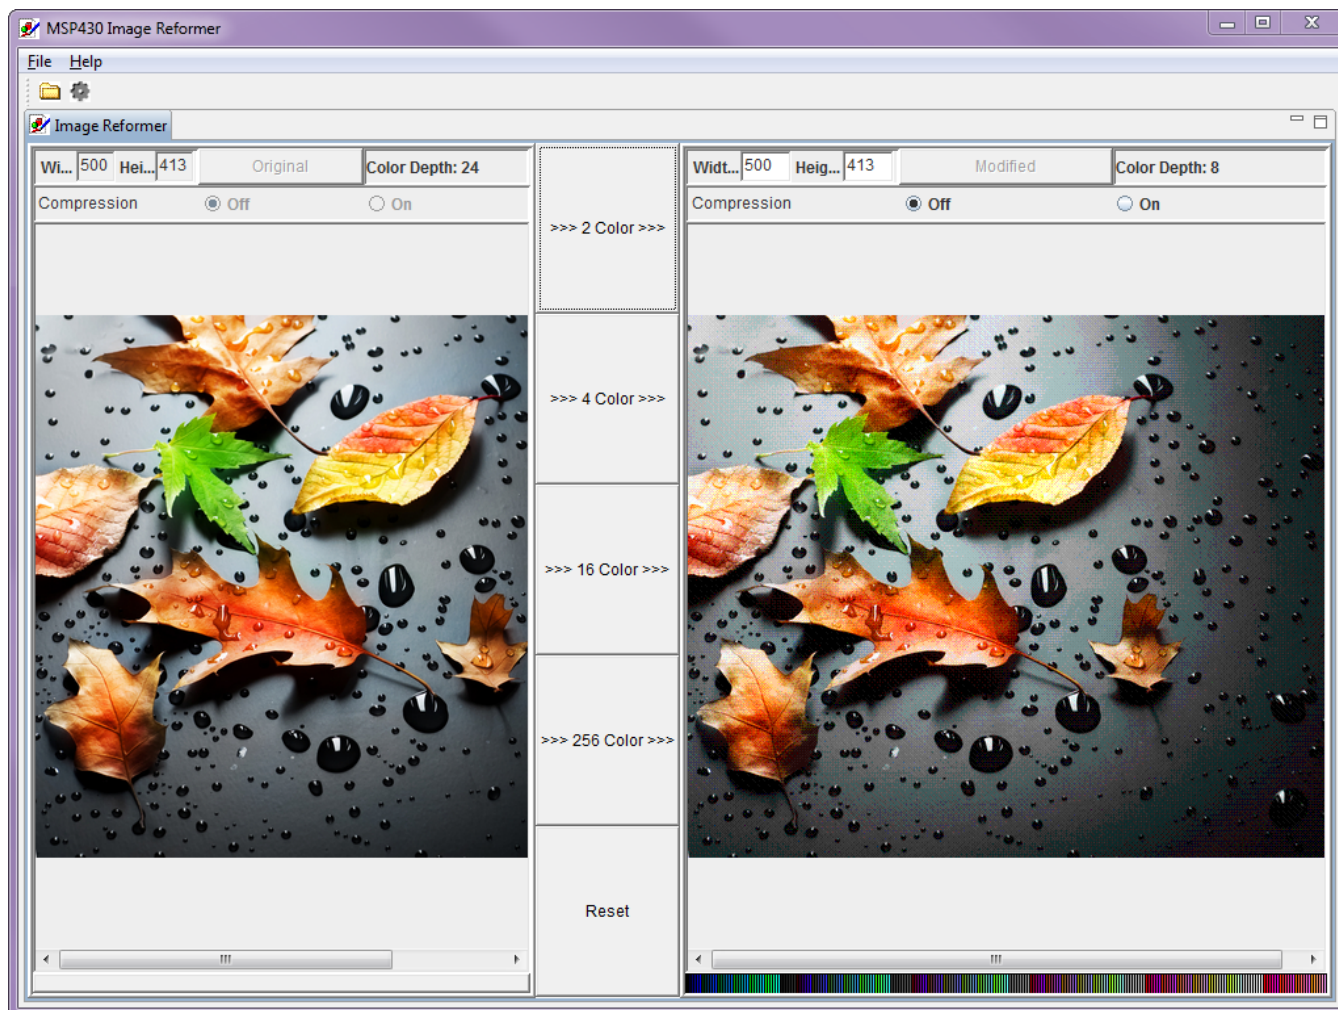 MSP430 Image Reformer
File Help
Image Reformer
Wi... 500 Hei... 413 Original Color Depth: 24
Compression Off On
>>> 2 Color >>>
>>> 4 Color >>>
>>> 16 Color >>>
>>> 256 Color >>>
Reset
Widt... 500 Heig... 413 Modified Color Depth: 8
Compression Off On